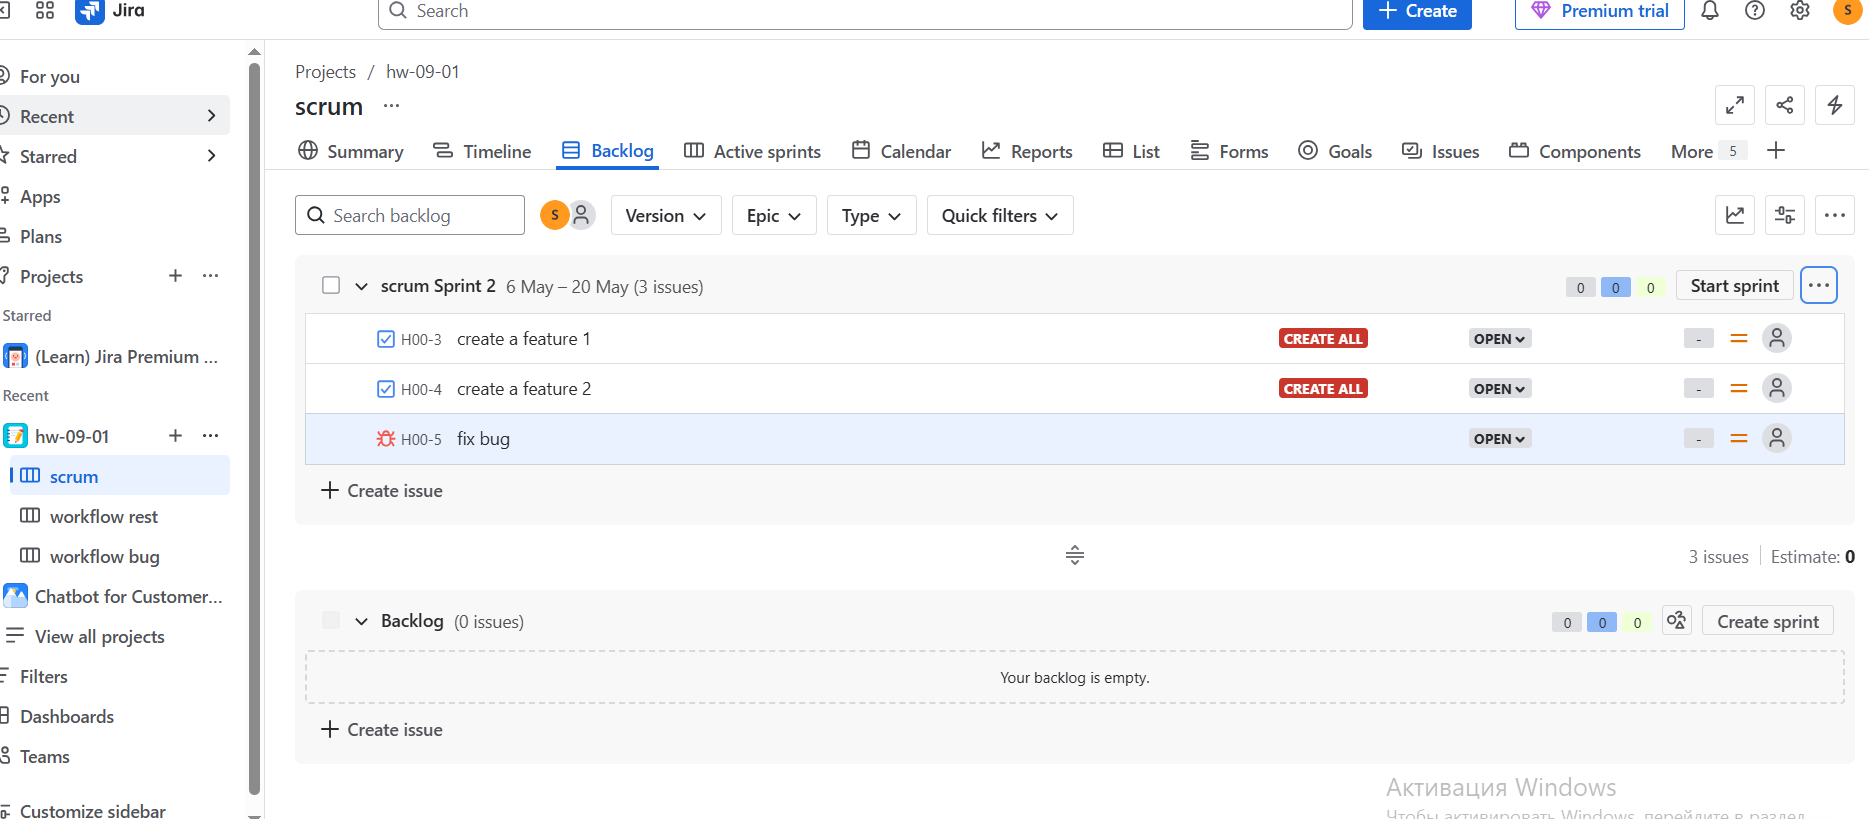 Jira
Search
Create
Premium trial
S
For you
Recent
Starred
Apps
Plans
Projects
Starred
(Learn) Jira Premium ...
Recent
hw-09-01
scrum
workflow rest
workflow bug
Chatbot for Customer...
View all projects
Filters
Dashboards
Teams
Customize sidebar
Projects / hw-09-01
scrum
Summary Timeline Backlog Active sprints Calendar Reports List Forms Goals Issues Components More 5
Search backlog S Version Epic Type Quick filters
scrum Sprint 2 6 May – 20 May (3 issues) 0 0 0 Start sprint
H00-3 create a feature 1 CREATE ALL OPEN -
H00-4 create a feature 2 CREATE ALL OPEN -
H00-5 fix bug OPEN -
Create issue
3 issues Estimate: 0
Backlog (0 issues) 0 0 0 Create sprint
Your backlog is empty.
Create issue
Активация Windows
Чтобы активировать Windows, перейдите в раздел